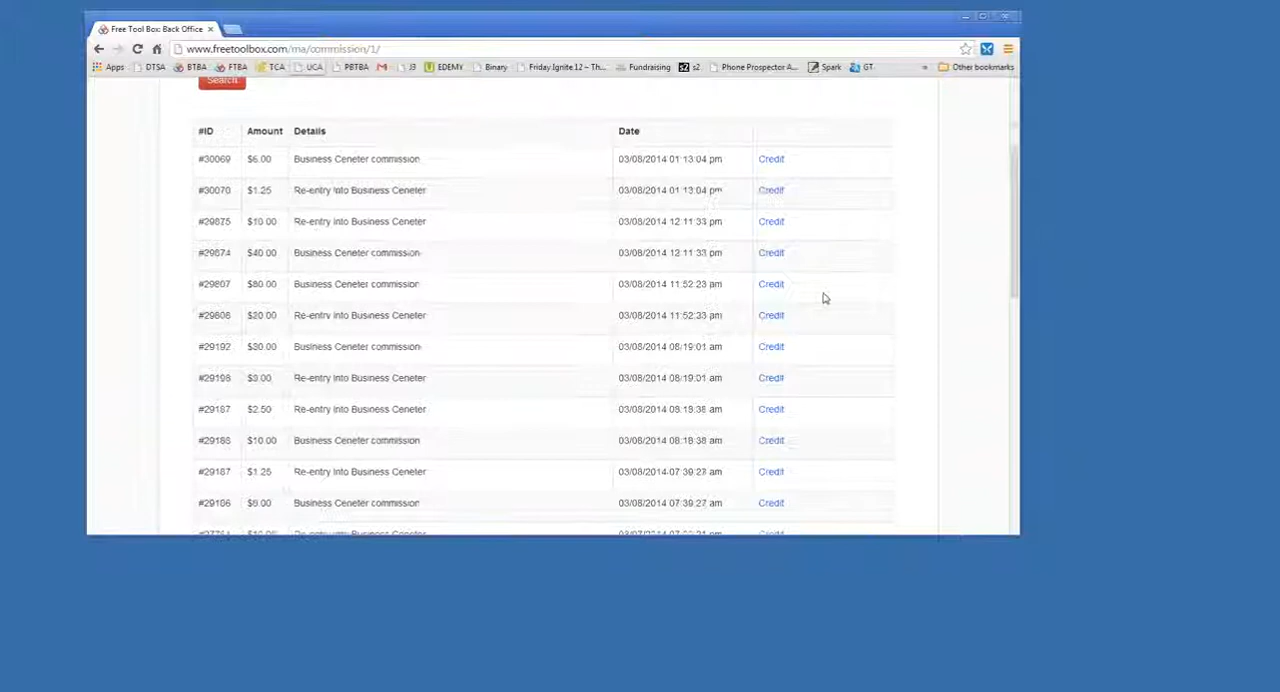 Free Tool Box: Back Office
www.freetoolbox.com/ma/commission/1/
Apps DTSA BTBA FTBA TCA UCA PBTBA J3 EDEMY Binary Friday Ignite 12 ~ Th... Fundraising s2 Phone Prospector A... Spark GT » Other bookmarks
Search
#ID Amount Details Date
#30069 $6.00 Business Ceneter commission 03/08/2014 01:13:04 pm Credit
#30070 $1.25 Re-entry into Business Ceneter 03/08/2014 01:13:04 pm Credit
#29875 $10.00 Re-entry into Business Ceneter 03/08/2014 12:11:33 pm Credit
#29874 $40.00 Business Ceneter commission 03/08/2014 12:11:33 pm Credit
#29807 $80.00 Business Ceneter commission 03/08/2014 11:52:23 pm Credit
#29808 $20.00 Re-entry into Business Ceneter 03/08/2014 11:52:33 pm Credit
#29192 $30.00 Business Ceneter commission 03/08/2014 08:19:01 am Credit
#29198 Re-entry into Business Ceneter 03/08/2014 08:19:01 am Credit
#29187 $2.50 Re-entry into Business Ceneter 03/08/2014 08:18:38 am Credit
#29188 $10.00 Business Ceneter commission 03/08/2014 08:18:38 am Credit
#29187 $1.25 Re-entry into Business Ceneter 03/08/2014 07:39:27 am Credit
#29186 Business Ceneter commission 03/08/2014 07:39:27 am Credit